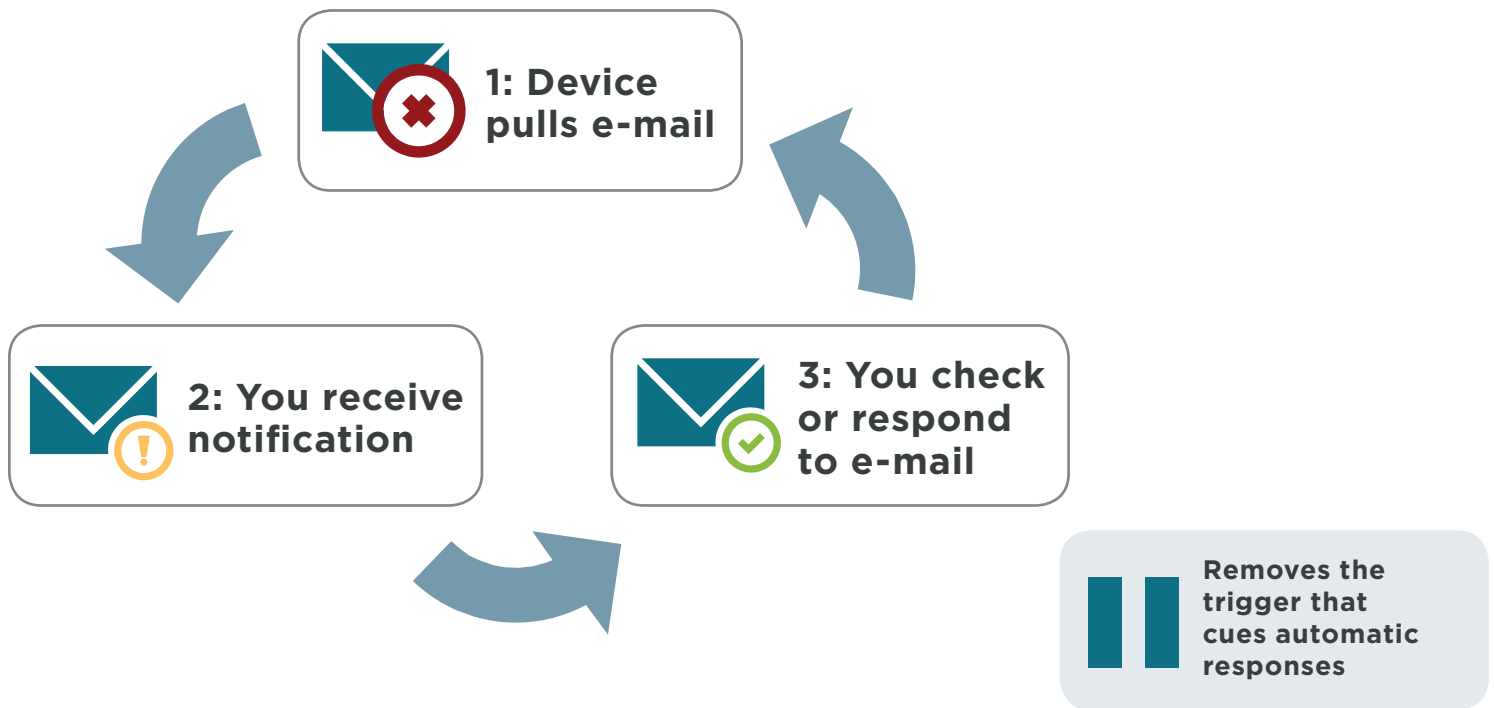 1: Device
pulls e-mail
2: You receive
notification
3: You check
or respond
to e-mail
Removes the
trigger that
cues automatic
responses